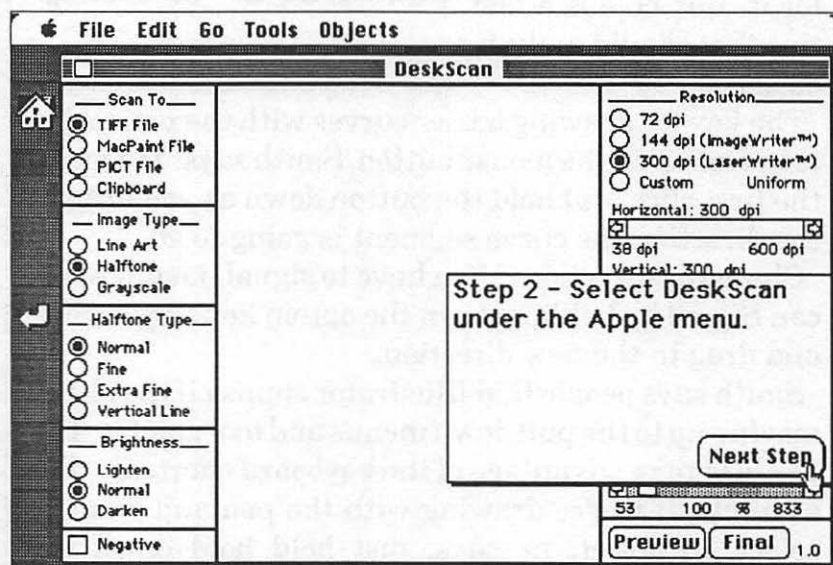 File Edit Go Tools Objects
DeskScan
Scan To
TIFF File
MacPaint File
PICT File
Clipboard
Image Type
Line Art
Halftone
Grayscale
Halftone Type
Normal
Fine
Extra Fine
Vertical Line
Brightness
Lighten
Normal
Darken
Negative
Resolution
72 dpi
144 dpi (ImageWriter™)
300 dpi (LaserWriter™)
Custom Uniform
Horizontal: 300 dpi
38 dpi 600 dpi
Vertical: 300 dpi
Step 2 - Select DeskScan
under the Apple menu.
Next Step
53 100 % 833
Preview Final 1.0